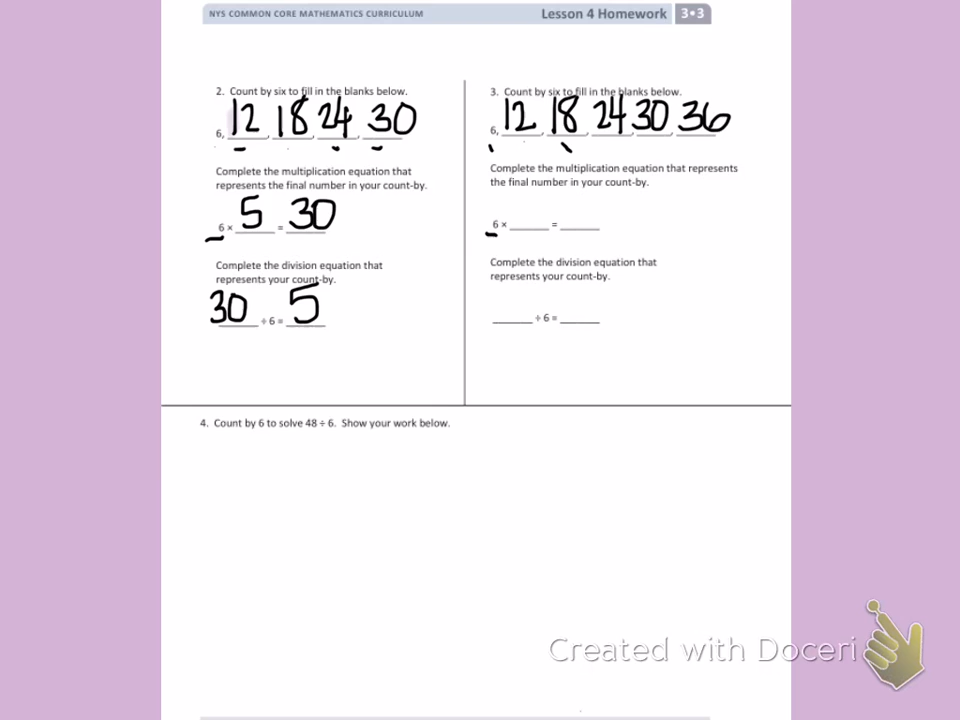 NYS COMMON CORE MATHEMATICS CURRICULUM
Lesson 4 Homework 3•3
2. Count by six to fill in the blanks below.
6, 12, 18, 24, 30
Complete the multiplication equation that
represents the final number in your count-by.
6 × 5 = 30
Complete the division equation that
represents your count-by.
30 ÷ 6 = 5
3. Count by six to fill in the blanks below.
6, 12, 18, 24, 30, 36
Complete the multiplication equation that represents
the final number in your count-by.
6 × ______ = ______
Complete the division equation that
represents your count-by.
______ ÷ 6 = ______
4. Count by 6 to solve 48 ÷ 6. Show your work below.
Created with Doceri